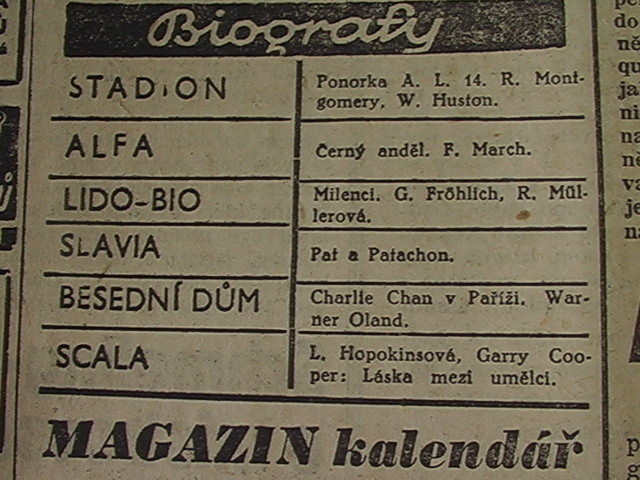 Biografy
STADION
Ponorka A. L. 14. R. Mont-
gomery, W. Huston.
ALFA
Černý anděl. F. March.
LIDO-BIO
Milenci. G. Fröhlich, R. Mül-
lerová.
SLAVIA
Pat a Patachon.
BESEDNÍ DŮM
Charlie Chan v Paříži. War-
ner Oland.
SCALA
L. Hopokinsová, Garry Coo-
per: Láska mezi umělci.
MAGAZIN kalendář